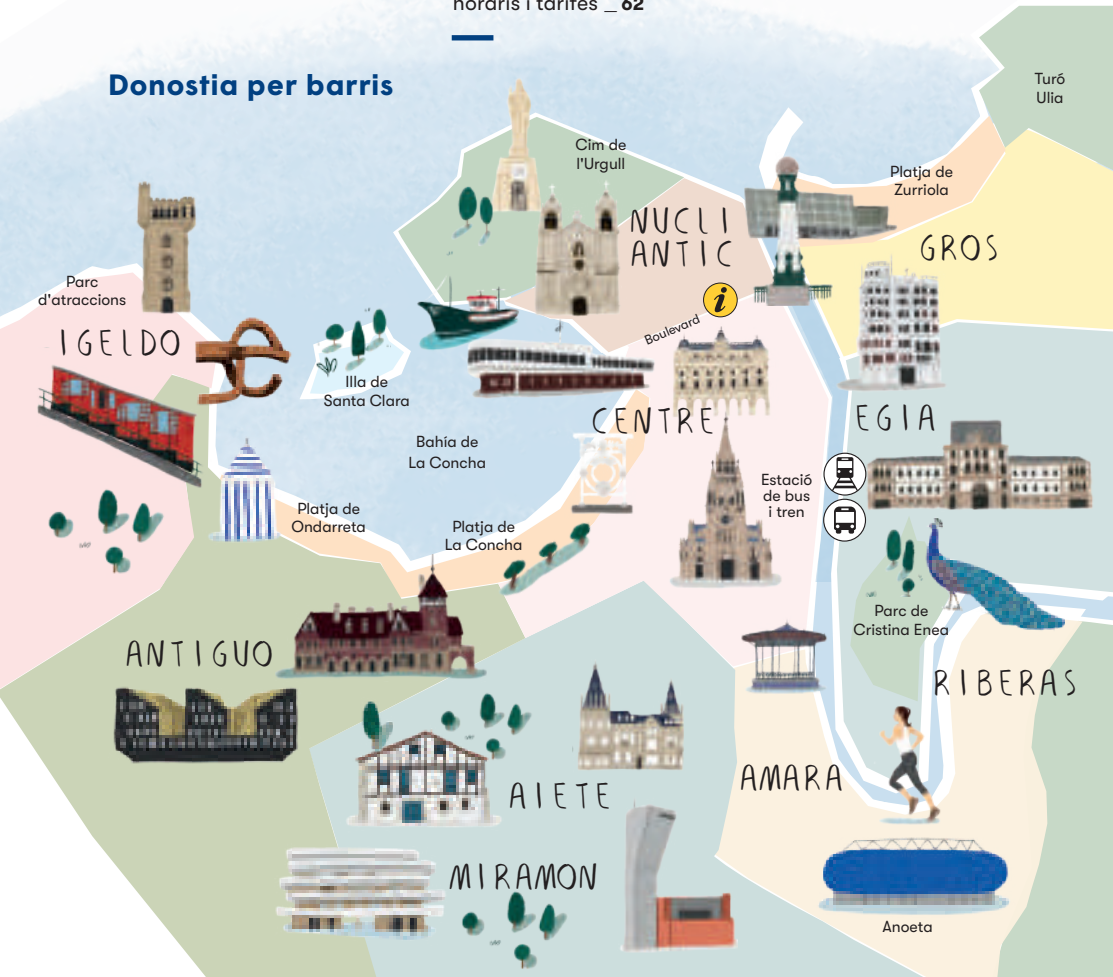 horaris i tarifes _ 62
Donostia per barris
Turó
Ulia
Cim de
l'Urgull
Platja de
Zurriola
NUCLI
ANTIC
GROS
Parc
d'atraccions
i
Boulevard
IGELDO
Illa de
Santa Clara
CENTRE
EGIA
Bahía de
La Concha
Estació
de bus
i tren
Platja de
Ondarreta
Platja de
La Concha
Parc de
Cristina Enea
ANTIGUO
RIBERAS
AMARA
AIETE
MIRAMON
Anoeta